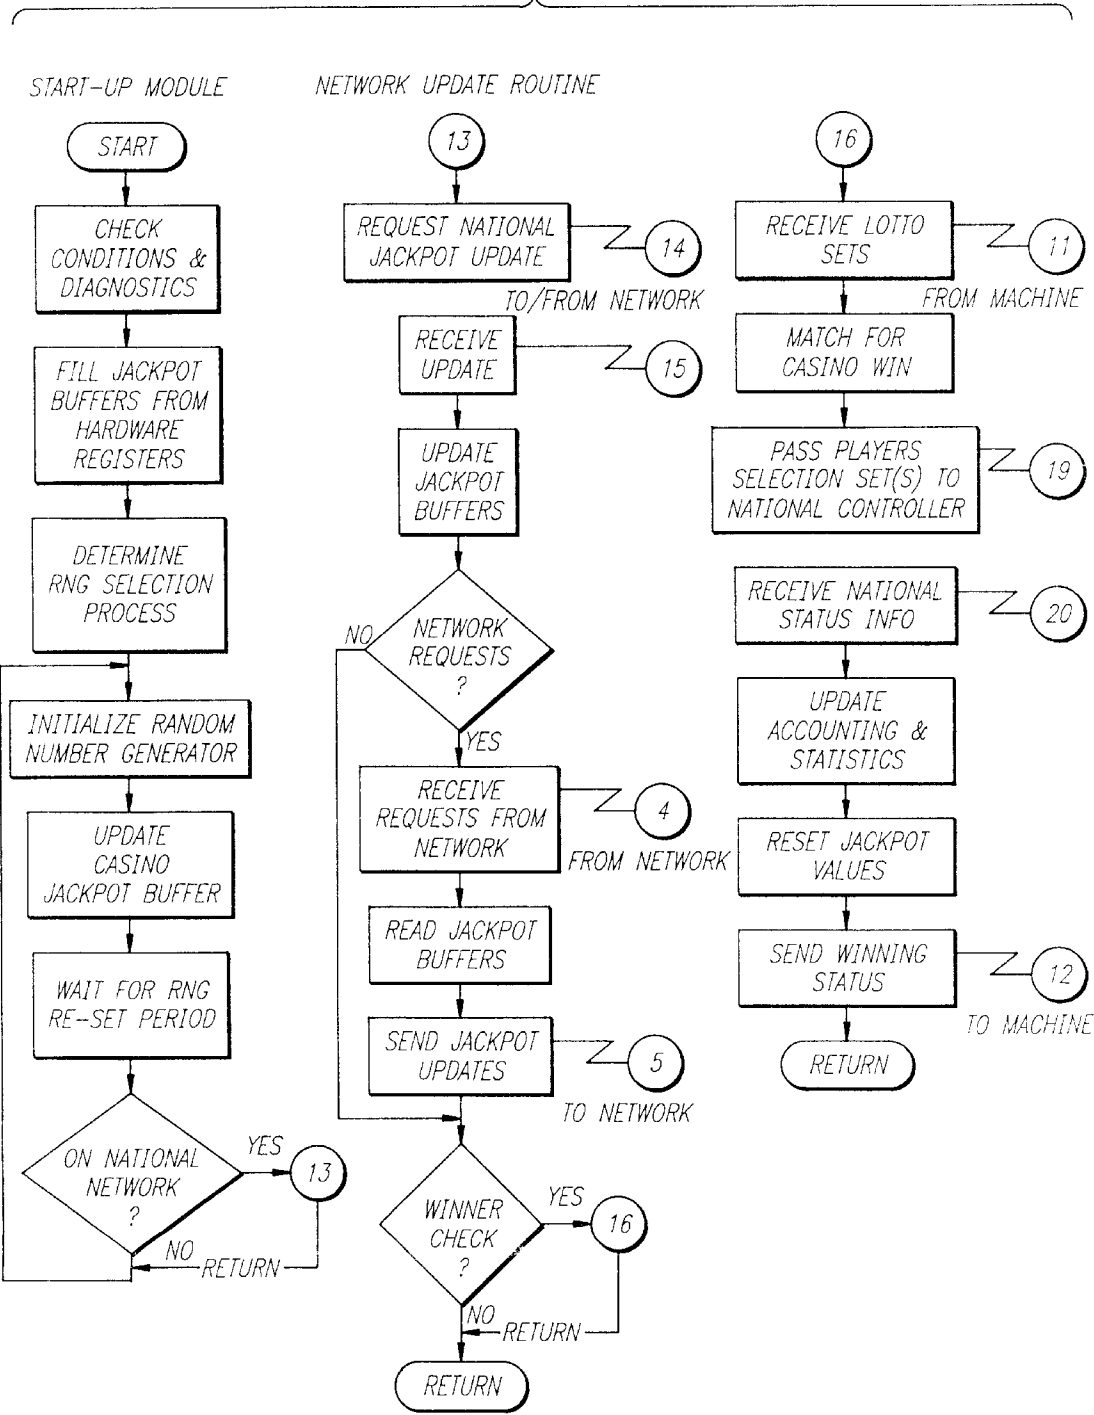 START-UP MODULE
START
CHECK
CONDITIONS &
DIAGNOSTICS
FILL JACKPOT
BUFFERS FROM
HARDWARE
REGISTERS
DETERMINE
RNG SELECTION
PROCESS
INITIALIZE RANDOM
NUMBER GENERATOR
UPDATE
CASINO
JACKPOT BUFFER
WAIT FOR RNG
RE-SET PERIOD
ON NATIONAL
NETWORK
?
YES
13
NO
RETURN
NETWORK UPDATE ROUTINE
13
REQUEST NATIONAL
JACKPOT UPDATE
14
TO/FROM NETWORK
RECEIVE
UPDATE
15
UPDATE
JACKPOT
BUFFERS
NETWORK
REQUESTS
?
NO
YES
RECEIVE
REQUESTS FROM
NETWORK
4
FROM NETWORK
READ JACKPOT
BUFFERS
SEND JACKPOT
UPDATES
5
TO NETWORK
WINNER
CHECK
?
YES
16
NO
RETURN
RETURN
16
RECEIVE LOTTO
SETS
11
FROM MACHINE
MATCH FOR
CASINO WIN
PASS PLAYERS
SELECTION SET(S) TO
NATIONAL CONTROLLER
19
RECEIVE NATIONAL
STATUS INFO
20
UPDATE
ACCOUNTING &
STATISTICS
RESET JACKPOT
VALUES
SEND WINNING
STATUS
12
TO MACHINE
RETURN